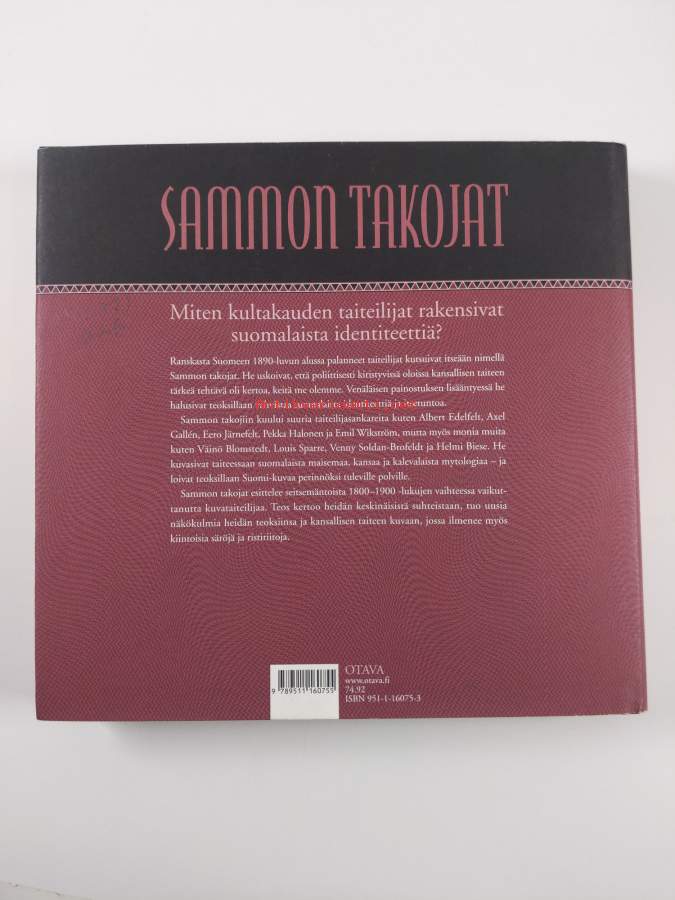 SAMMON TAKOJAT
Miten kultakauden taiteilijat rakensivat
suomalaista identiteettiä?
Ranskasta Suomeen 1890-luvun alussa palanneet taiteilijat kutsuivat itseään nimellä
Sammon takojat. He uskoivat, että poliittisesti kiristyvissä oloissa kansallisen taiteen
tärkeä tehtävä oli kertoa, keitä me olemme. Venäläisen painostuksen lisääntyessä he
halusivat teoksillaan
Sammon takojiin kuului suuria taiteilijasankareita kuten Albert Edelfelt, Axel
Gallén, Eero Järnefelt, Pekka Halonen ja Emil Wikström, mutta myös monia muita
kuten Väinö Blomstedt, Louis Sparre, Venny Soldan-Brofeldt ja Helmi Biese. He
kuvasivat taiteessaan suomalaista maisemaa, kansaa ja kalevalaista mytologiaa – ja
loivat teoksillaan Suomi-kuvaa perinnöksi tuleville polville.
Sammon takojat esittelee seitsemäntoista 1800–1900 -lukujen vaihteessa vaikut-
tanutta kuvataiteilijaa. Teos kertoo heidän keskinäisistä suhteistaan, tuo uusia
näkökulmia heidän teoksiinsa ja kansallisen taiteen kuvaan, jossa ilmenee myös
kiintoisia säröjä ja ristiriitoja.
OTAVA
www.otava.fi
74.92
ISBN 951-1-16075-3
9 789511 160755